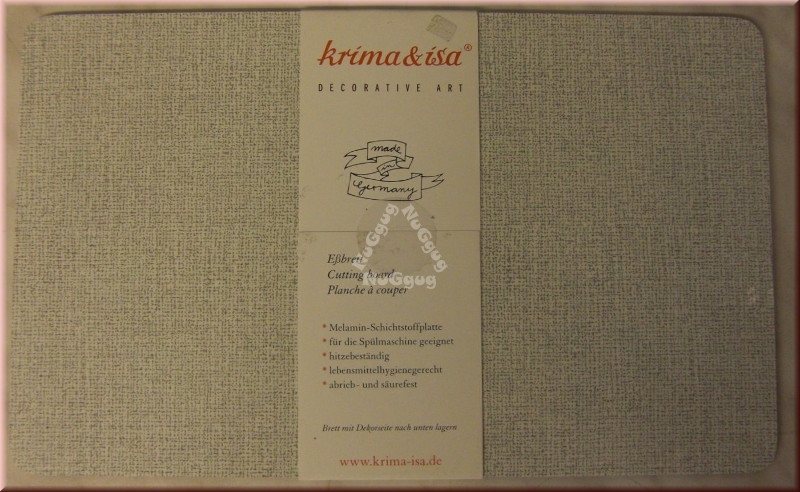 krima&isa®
DECORATIVE ART
made
in
Germany
NuGgug NuGgug NuGgug
Eßbrett
Cutting board
Planche à couper
* Melamin-Schichtstoffplatte
* für die Spülmaschine geeignet
* hitzebeständig
* lebensmittelhygienegerecht
* abrieb- und säurefest
Brett mit Dekorseite nach unten lagern
www.krima-isa.de